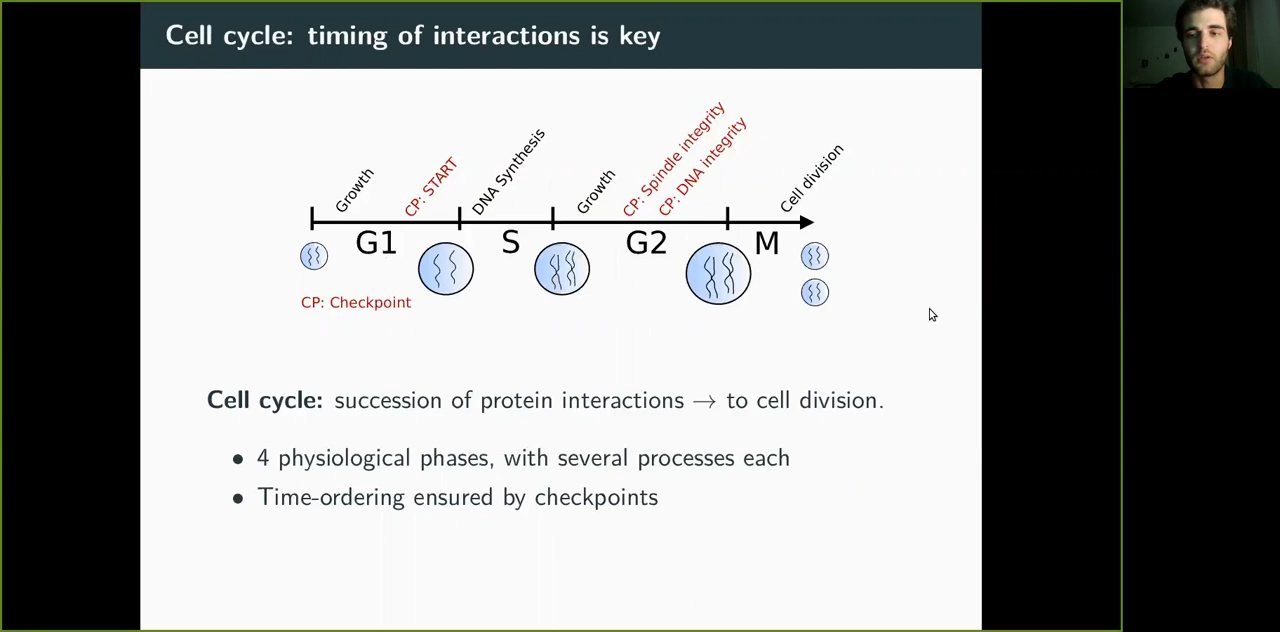 Cell cycle: timing of interactions is key
Growth
CP: START
DNA Synthesis
Growth
CP: Spindle integrity
CP: DNA integrity
Cell division
G1
S
G2
M
CP: Checkpoint
Cell cycle: succession of protein interactions → to cell division.
• 4 physiological phases, with several processes each
• Time-ordering ensured by checkpoints